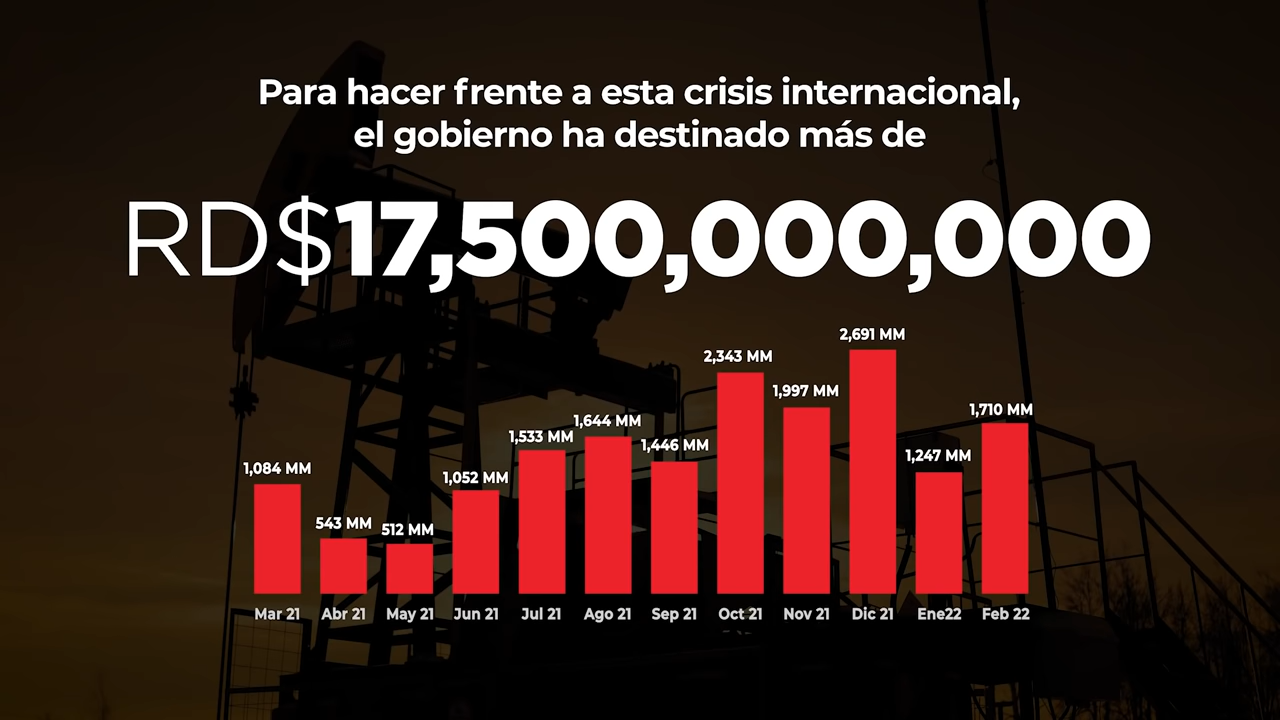 Para hacer frente a esta crisis internacional,
el gobierno ha destinado más de
RD$17,500,000,000
1,084 MM
543 MM
512 MM
1,052 MM
1,533 MM
1,644 MM
1,446 MM
2,343 MM
1,997 MM
2,691 MM
1,247 MM
1,710 MM
Mar 21 Abr 21 May 21 Jun 21 Jul 21 Ago 21 Sep 21 Oct 21 Nov 21 Dic 21 Ene22 Feb 22